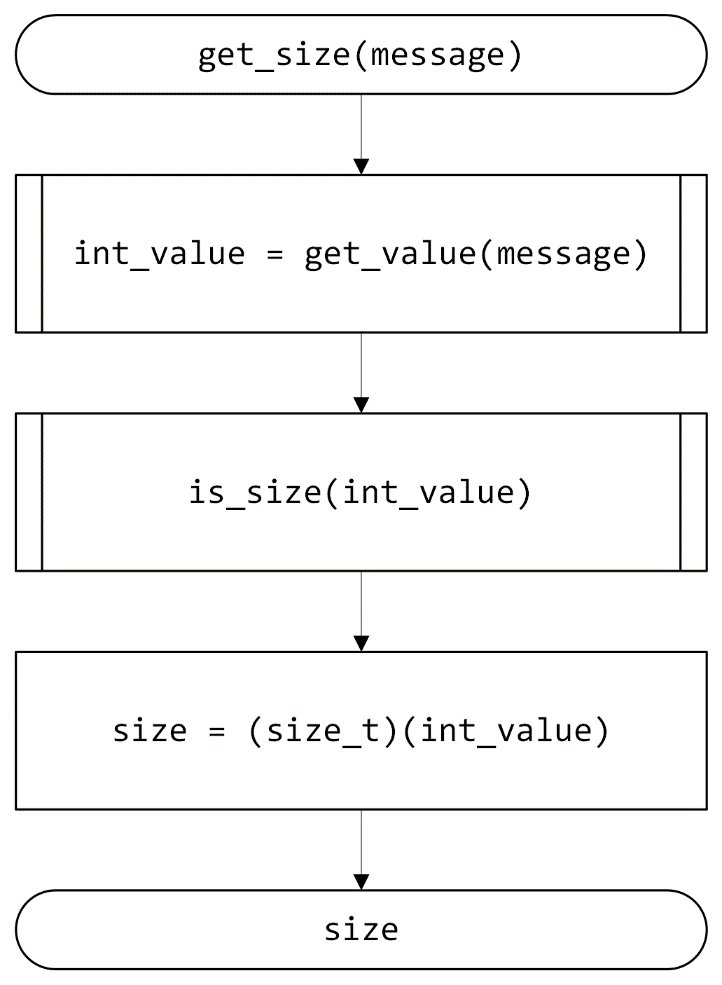 get_size(message)
int_value = get_value(message)
is_size(int_value)
size = (size_t)(int_value)
size